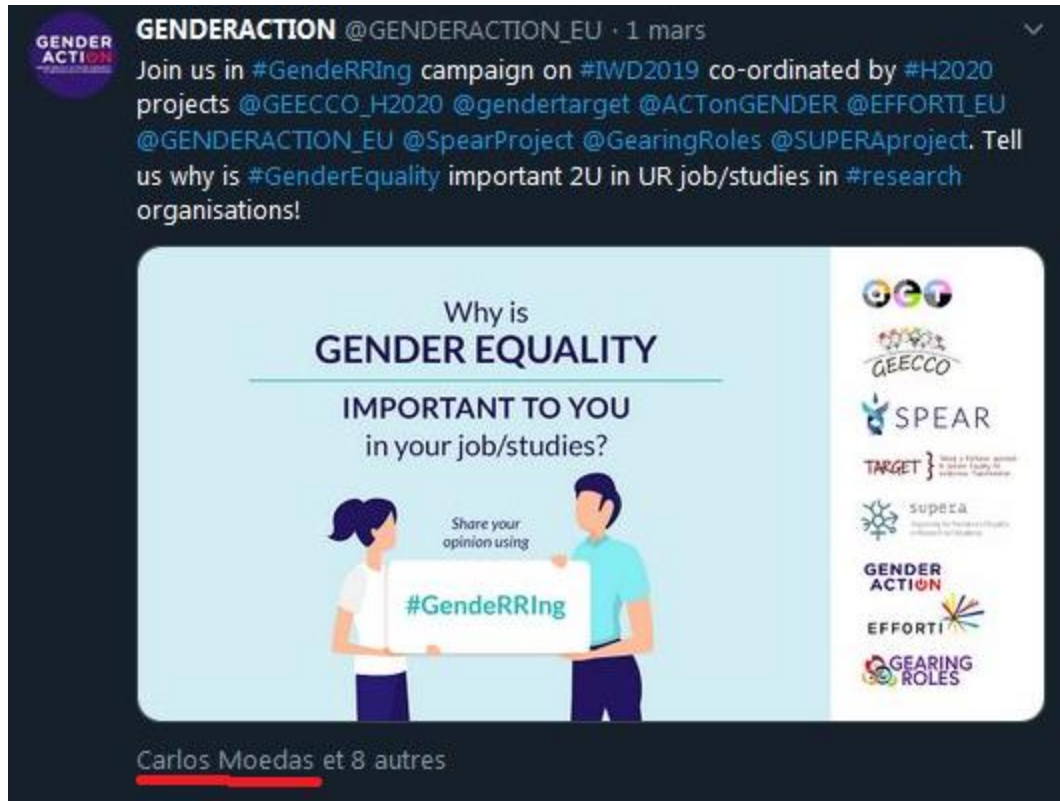 GENDERACTION @GENDERACTION_EU · 1 mars
Join us in #GendeRRIng campaign on #IWD2019 co-ordinated by #H2020
projects @GEECCO_H2020 @gendertarget @ACTonGENDER @EFFORTI_EU
@GENDERACTION_EU @SpearProject @GearingRoles @SUPERAproject. Tell
us why is #GenderEquality important 2U in UR job/studies in #research
organisations!
GENDER
ACTION
Why is
GENDER EQUALITY
IMPORTANT TO YOU
in your job/studies?
Share your
opinion using
#GendeRRIng
act
GEECCO
SPEAR
TARGET
supera
GENDER
ACTION
EFFORTI
GEARING
ROLES
Carlos Moedas et 8 autres